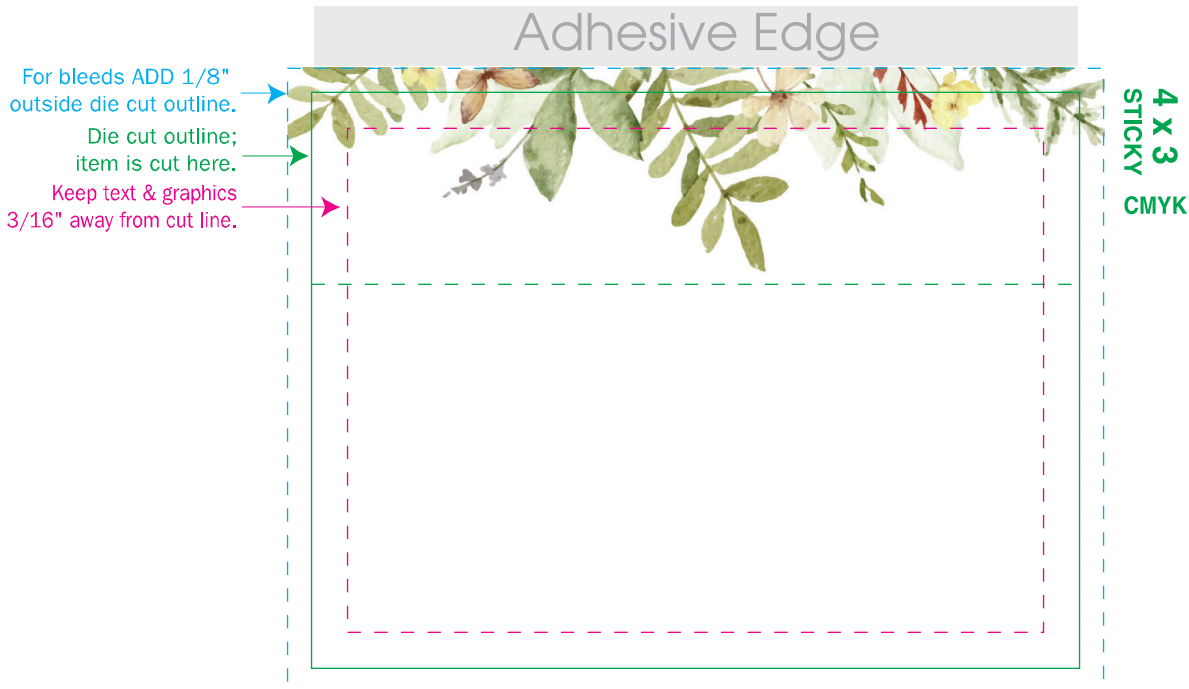 Adhesive Edge
For bleeds ADD 1/8"
outside die cut outline.
Die cut outline;
item is cut here.
Keep text & graphics
3/16" away from cut line.
4 x 3
STICKY
CMYK